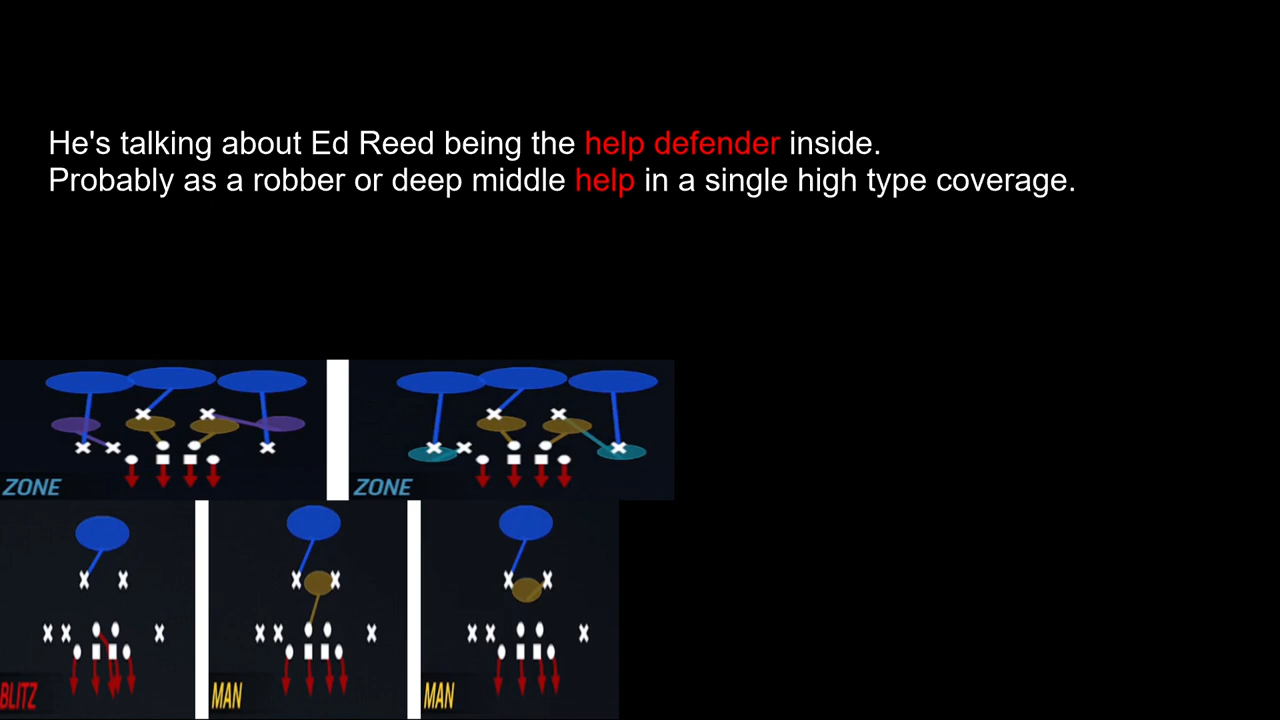 He's talking about Ed Reed being the help defender inside.
Probably as a robber or deep middle help in a single high type coverage.
ZONE
ZONE
BLITZ
MAN
MAN